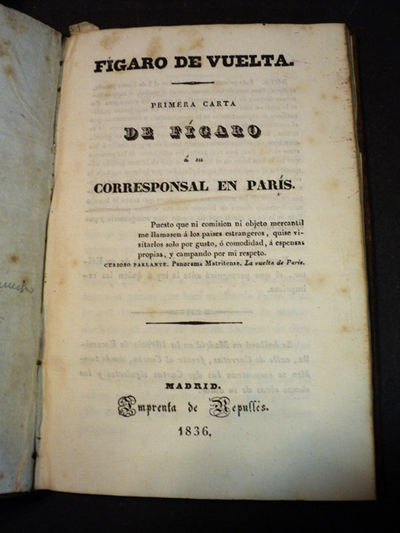 FÍGARO DE VUELTA.
PRIMERA CARTA
DE FÍGARO
á su
CORRESPONSAL EN PARÍS.
Puesto que ni comision ni objeto mercantil
me llamasen á los paises estrangeros, quise vi-
sitarlos solo por gusto, ó comodidad, á espensas
propias, y campando por mi respeto.
CURIOSO PARLANTE. Panorama Matritense. La vuelta de Paris.
MADRID.
Imprenta de Repullés.
1836.